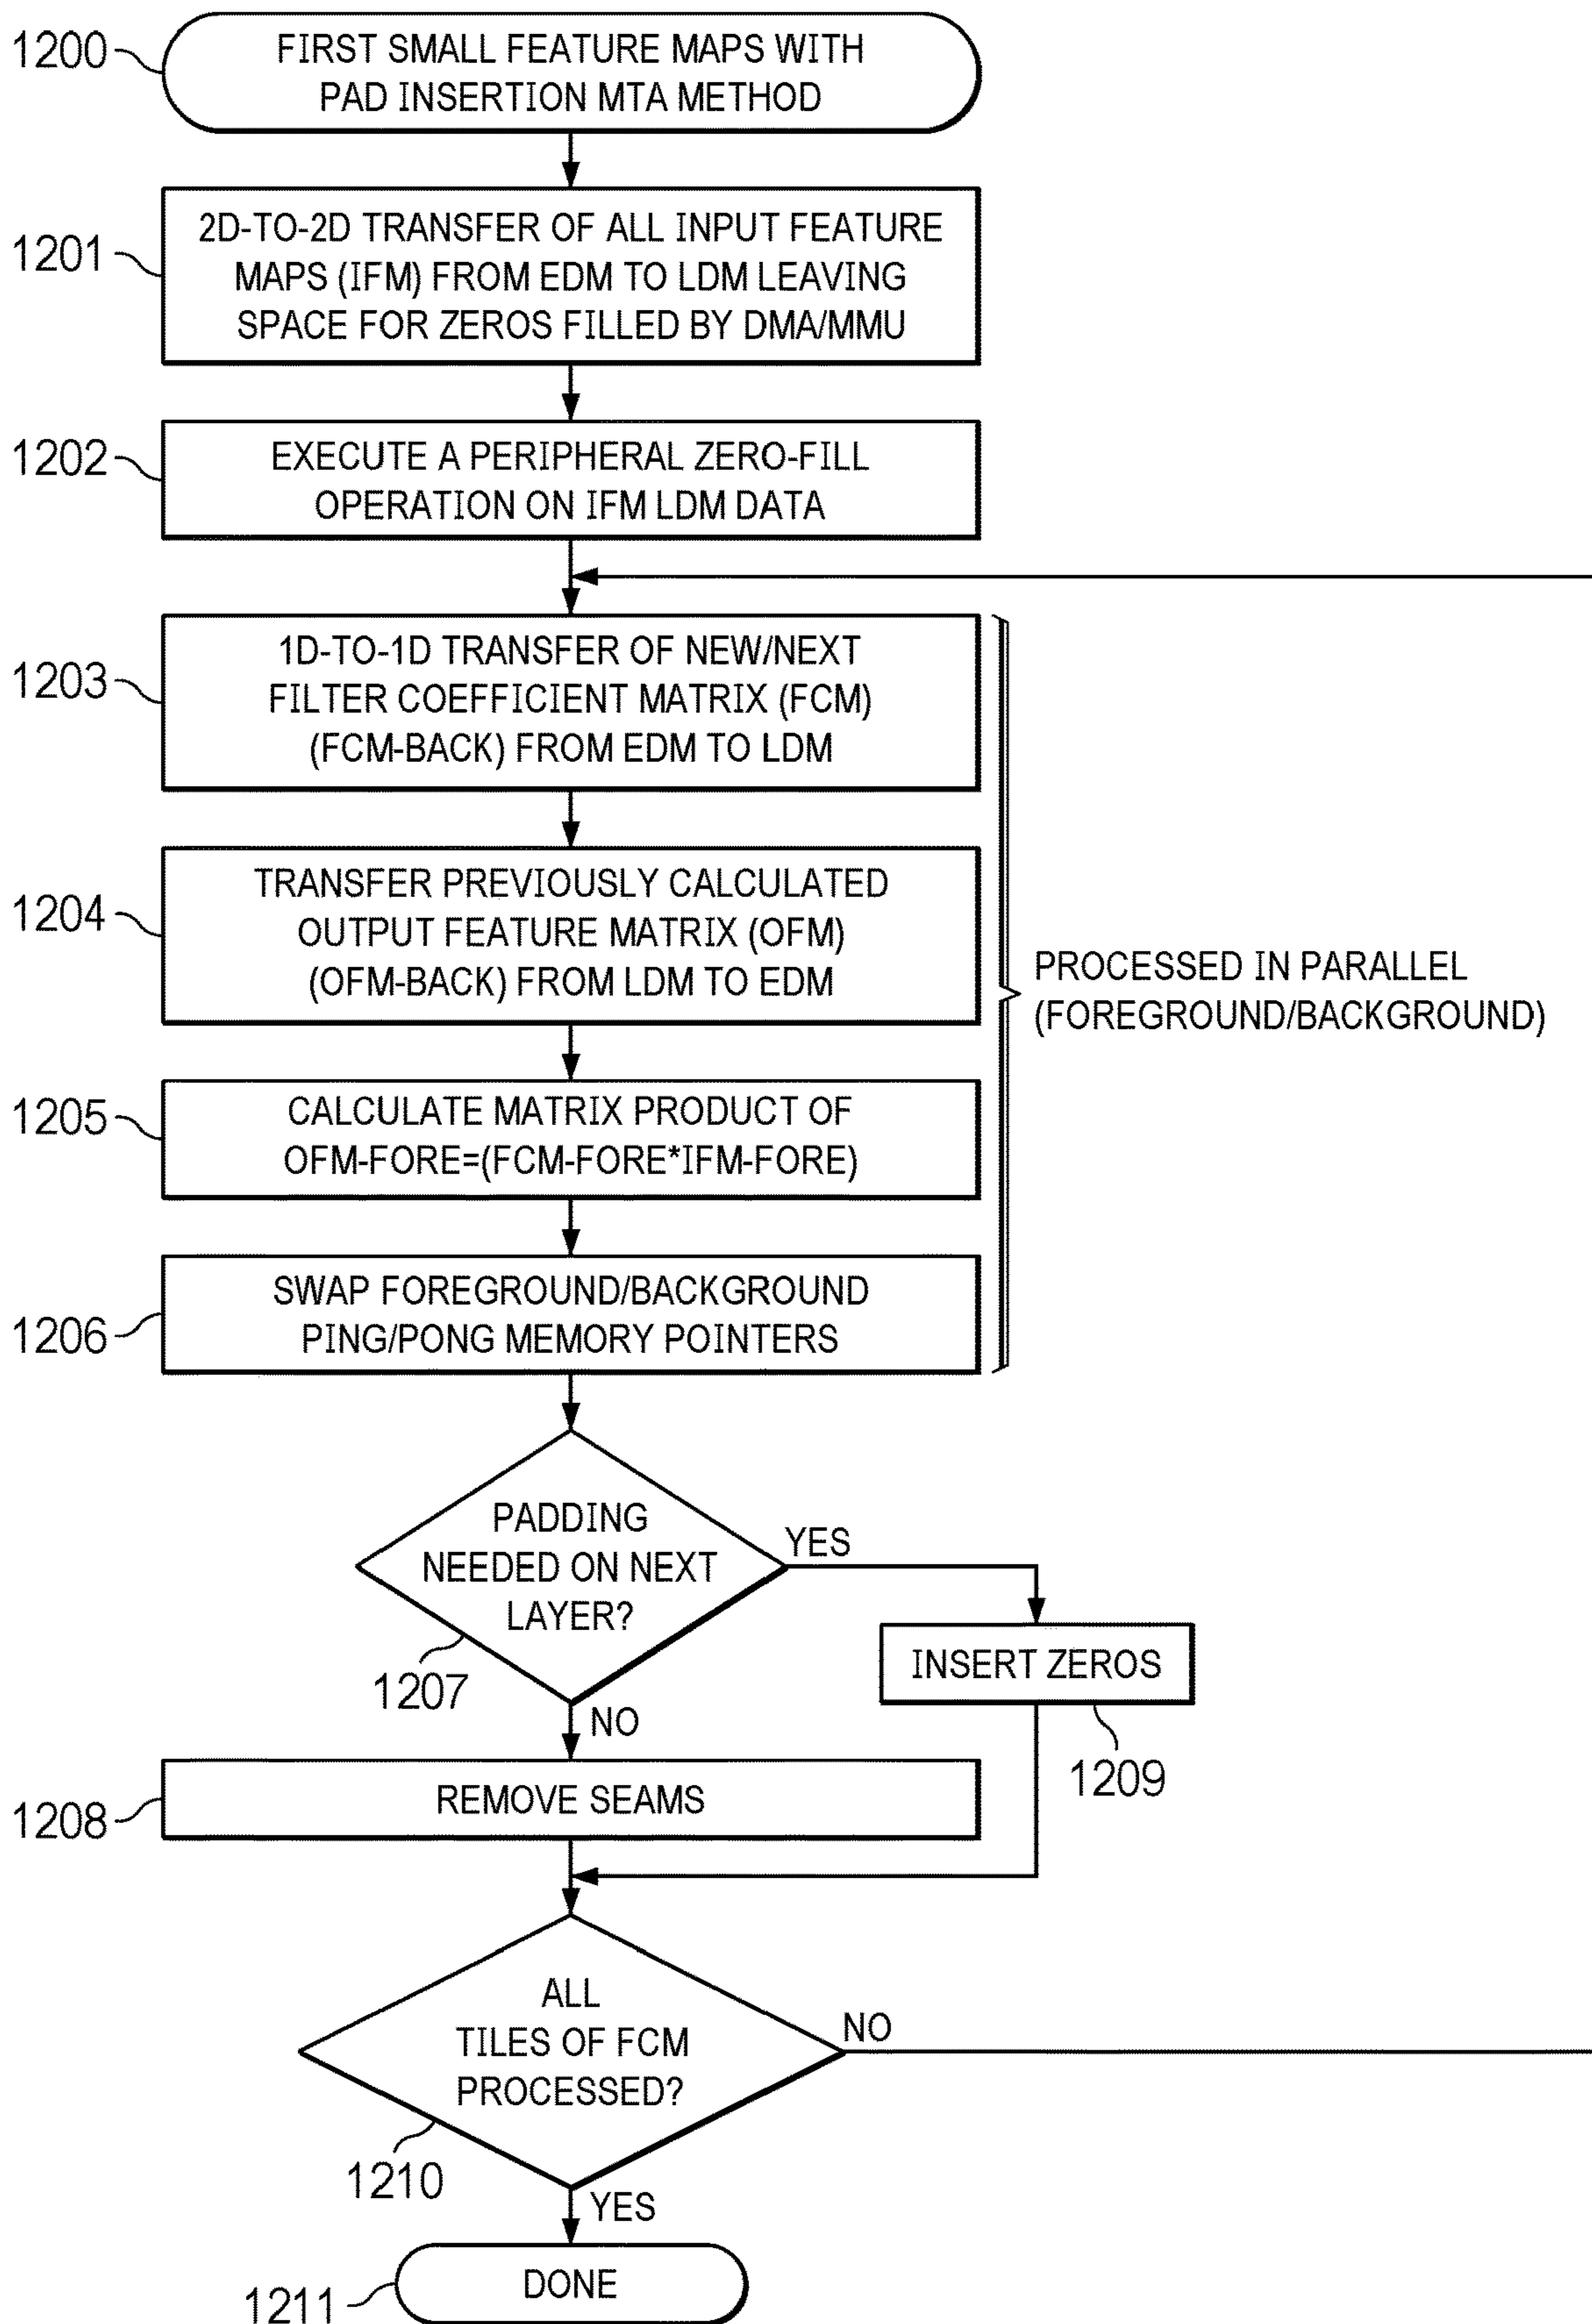 1200
FIRST SMALL FEATURE MAPS WITH
PAD INSERTION MTA METHOD
1201
2D-TO-2D TRANSFER OF ALL INPUT FEATURE
MAPS (IFM) FROM EDM TO LDM LEAVING
SPACE FOR ZEROS FILLED BY DMA/MMU
1202
EXECUTE A PERIPHERAL ZERO-FILL
OPERATION ON IFM LDM DATA
1203
1D-TO-1D TRANSFER OF NEW/NEXT
FILTER COEFFICIENT MATRIX (FCM)
(FCM-BACK) FROM EDM TO LDM
1204
TRANSFER PREVIOUSLY CALCULATED
OUTPUT FEATURE MATRIX (OFM)
(OFM-BACK) FROM LDM TO EDM
PROCESSED IN PARALLEL
(FOREGROUND/BACKGROUND)
1205
CALCULATE MATRIX PRODUCT OF
OFM-FORE=(FCM-FORE*IFM-FORE)
1206
SWAP FOREGROUND/BACKGROUND
PING/PONG MEMORY POINTERS
PADDING
NEEDED ON NEXT
LAYER?
YES
1207
NO
INSERT ZEROS
1209
1208
REMOVE SEAMS
ALL
TILES OF FCM
PROCESSED?
NO
1210
YES
1211
DONE